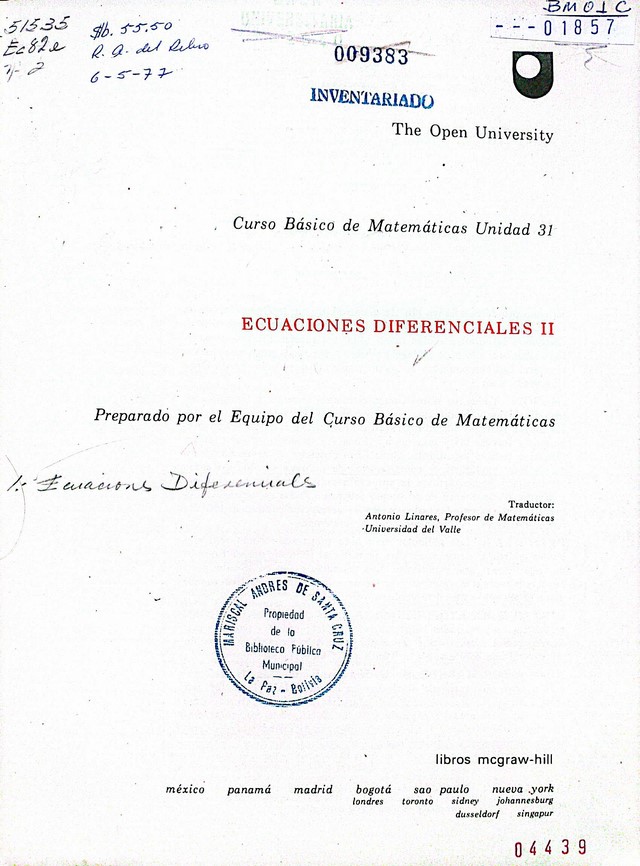 BMOIC
---01857
.51535
Ec82e
$b. 55.50
6-5-77
009383
INVENTARIADO
The Open University
Curso Básico de Matemáticas Unidad 31
ECUACIONES DIFERENCIALES II
Preparado por el Equipo del Curso Básico de Matemáticas
1.- Ecuaciones Diferenciales
Traductor:
Antonio Linares, Profesor de Matemáticas
Universidad del Valle
MARISCAL ANDRES DE SANTA CRUZ
Propiedad
de la
Biblioteca Pública
Municipal
La Paz - Bolivia
libros mcgraw-hill
méxico panamá madrid bogotá sao paulo nueva york
londres toronto sidney johannesburg
dusseldorf singapur
04439